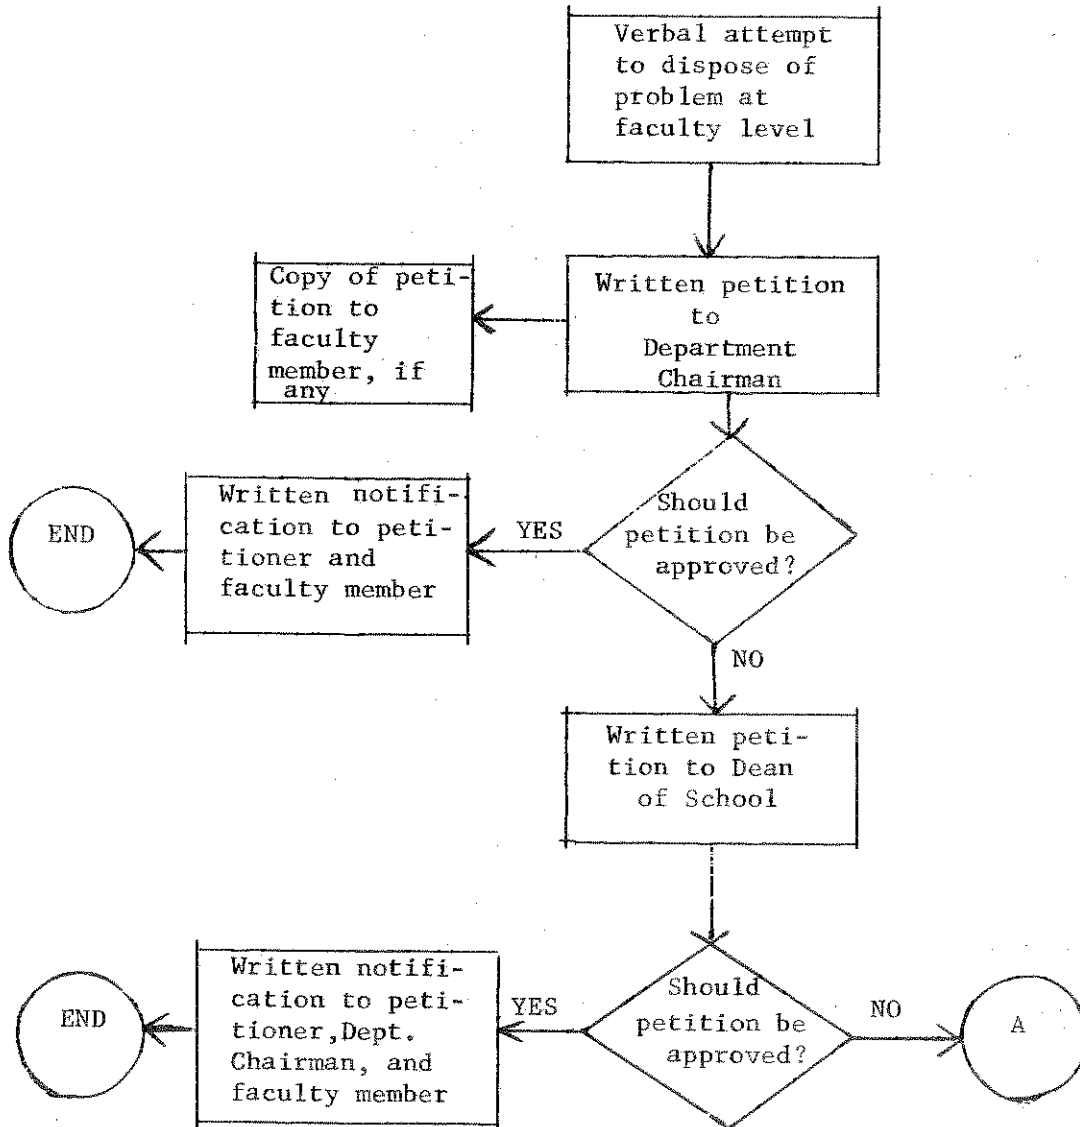 Verbal attempt
to dispose of
problem at
faculty level
Copy of peti-
tion to
faculty
member, if
any
Written petition
to
Department
Chairman
END
Written notifi-
cation to peti-
tioner and
faculty member
YES
Should
petition be
approved?
NO
Written peti-
tion to Dean
of School
END
Written notifi-
cation to peti-
tioner,Dept.
Chairman, and
faculty member
YES
Should
petition be
approved?
NO
A